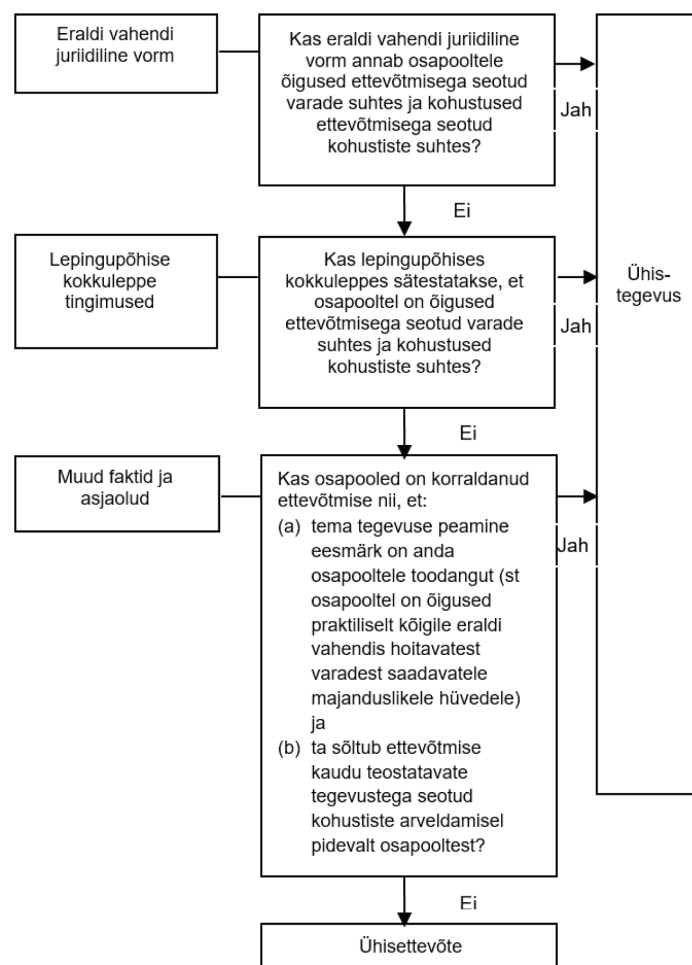 Eraldi vahendi
juriidiline vorm
Kas eraldi vahendi juriidiline
vorm annab osapooltele
õigused ettevõtmisega seotud
varade suhtes ja kohustused
ettevõtmisega seotud
kohustiste suhtes?
Jah
Ei
Lepingupõhise
kokkuleppe
tingimused
Kas lepingupõhises
kokkuleppes sätestatakse, et
osapooltel on õigused
ettevõtmisega seotud varade
suhtes ja kohustused
kohustiste suhtes?
Jah
Ühis-
tegevus
Ei
Muud faktid ja
asjaolud
Kas osapooled on korraldanud
ettevõtmise nii, et:
(a) tema tegevuse peamine
eesmärk on anda
osapooltele toodangut (st
osapooltel on õigused
praktiliselt kõigile eraldi
vahendis hoitavatest
varadest saadavatele
majanduslikele hüvedele)
ja
(b) ta sõltub ettevõtmise
kaudu teostatavate
tegevustega seotud
kohustiste arveldamisel
pidevalt osapooltest?
Jah
Ei
Ühisettevõte